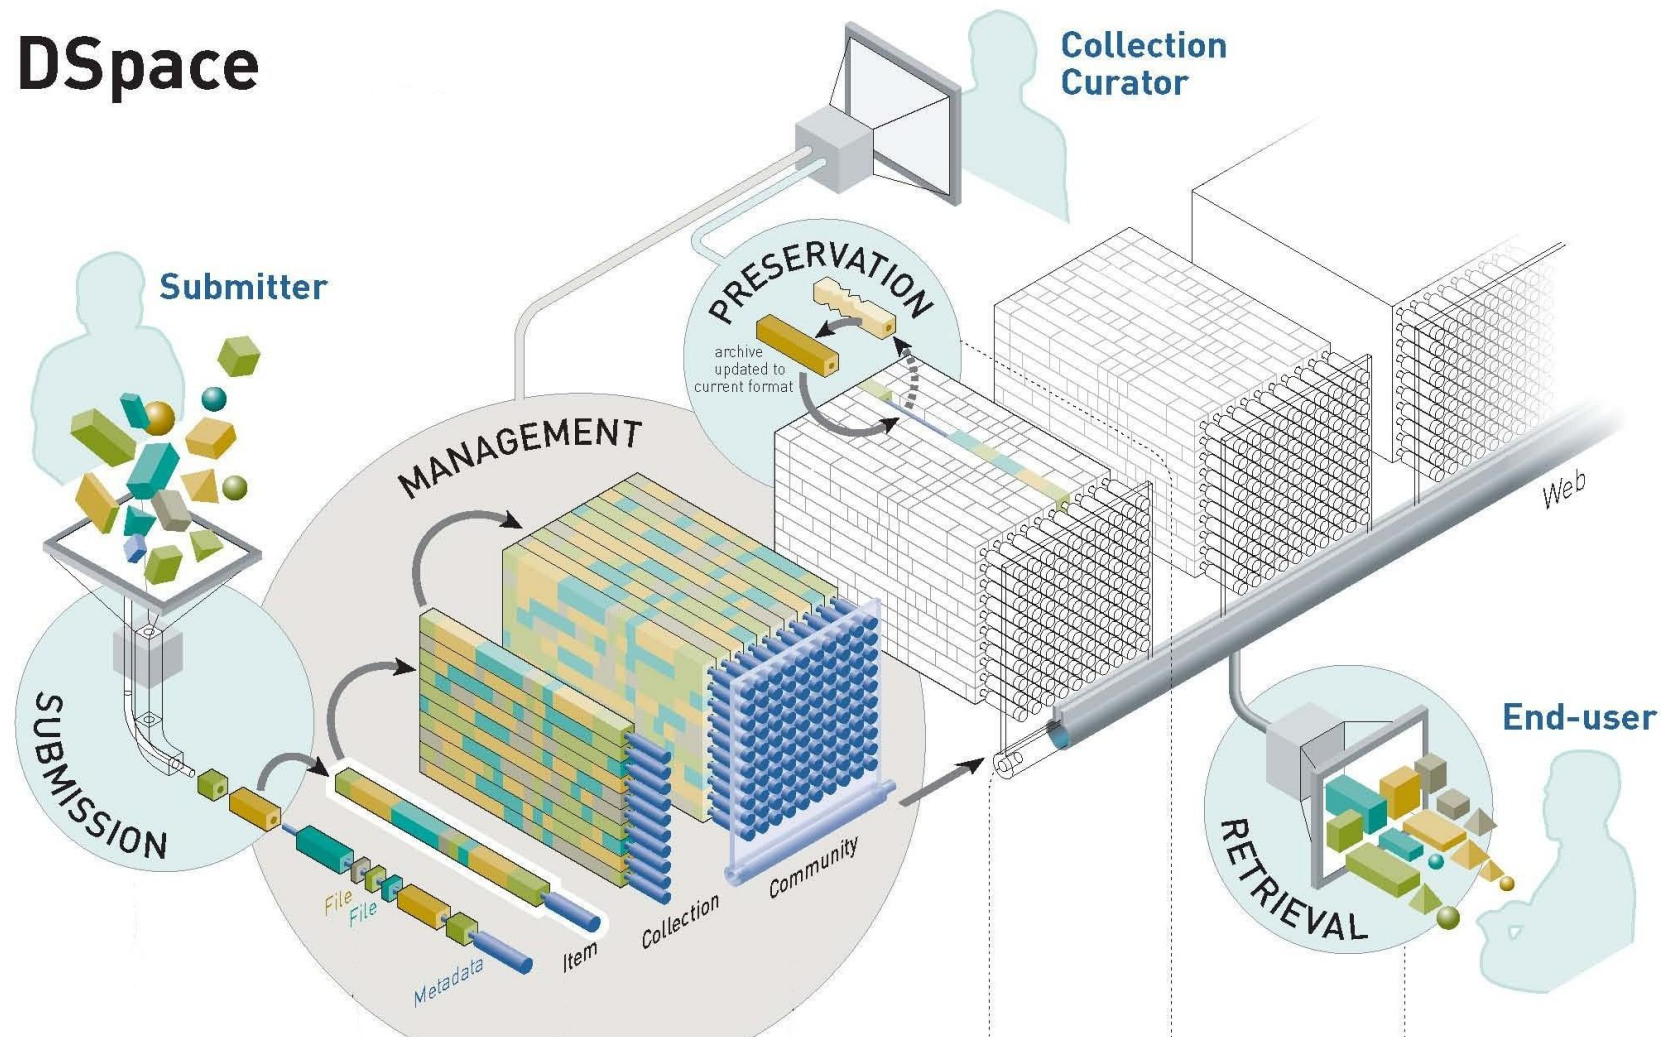 DSpace
Collection
Curator
Submitter
PRESERVATION
archive
updated to
current format
MANAGEMENT
Web
SUBMISSION
End-user
RETRIEVAL
File
File
Metadata
Item
Collection
Community